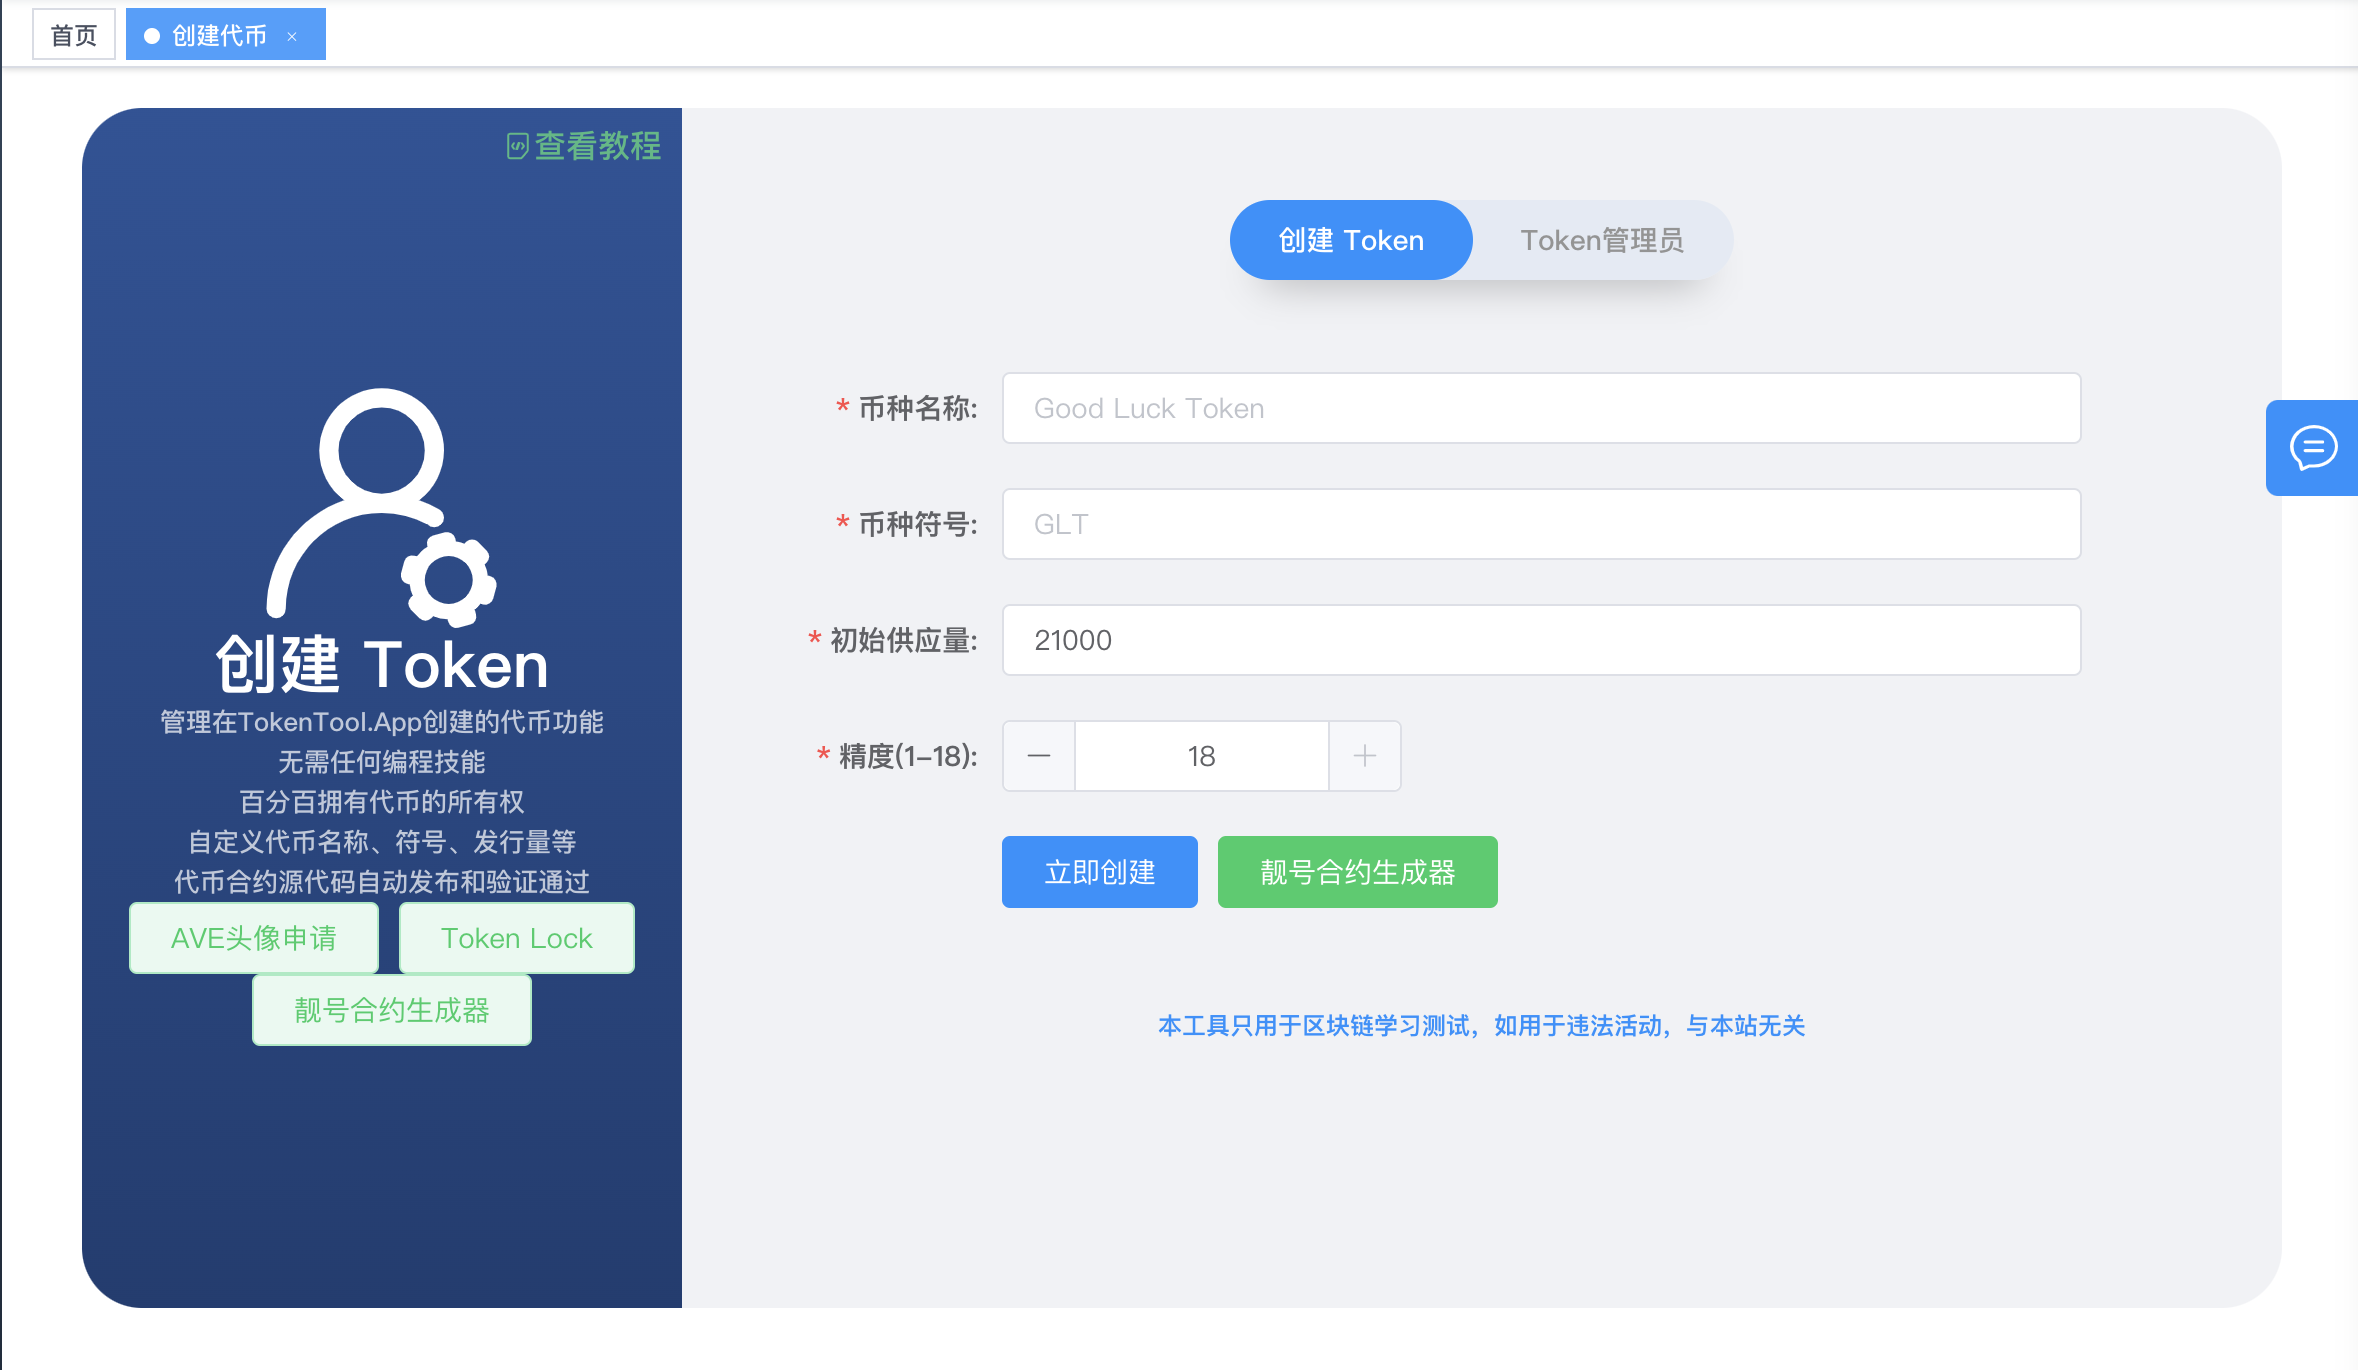 首页
创建代币 ×
查看教程
创建 Token
管理在TokenTool.App创建的代币功能
无需任何编程技能
百分百拥有代币的所有权
自定义代币名称、符号、发行量等
代币合约源代码自动发布和验证通过
AVE头像申请 Token Lock
靓号合约生成器
创建 Token Token管理员
* 币种名称: Good Luck Token
* 币种符号: GLT
* 初始供应量: 21000
* 精度(1-18): — 18 +
立即创建 靓号合约生成器
本工具只用于区块链学习测试，如用于违法活动，与本站无关